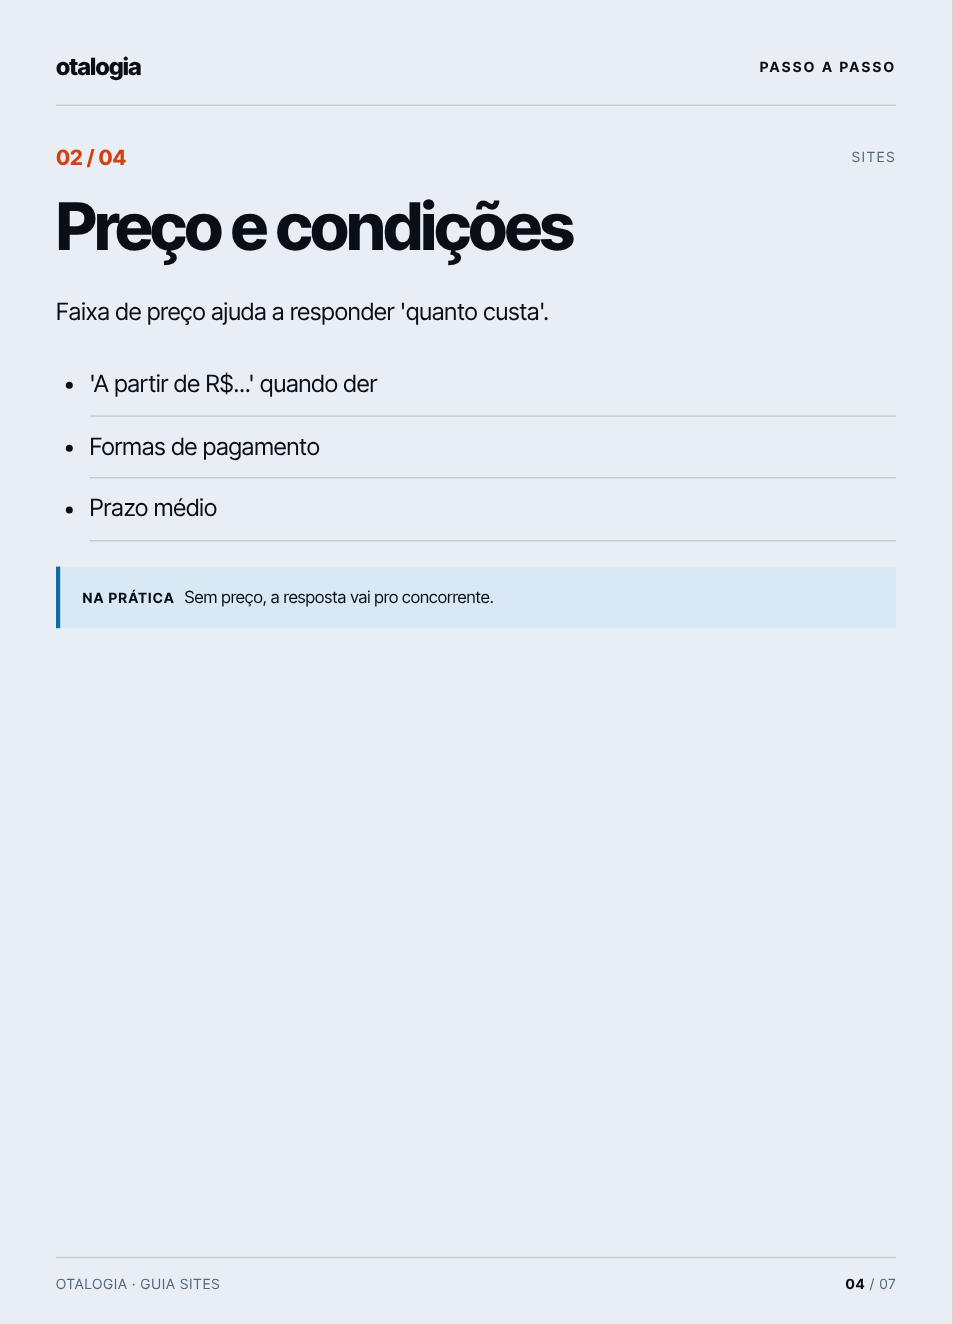 otalogia
PASSO A PASSO
02 / 04
SITES
Preço e condições
Faixa de preço ajuda a responder 'quanto custa'.
• 'A partir de R$...' quando der
• Formas de pagamento
• Prazo médio
NA PRÁTICA Sem preço, a resposta vai pro concorrente.
OTALOGIA · GUIA SITES
04 / 07